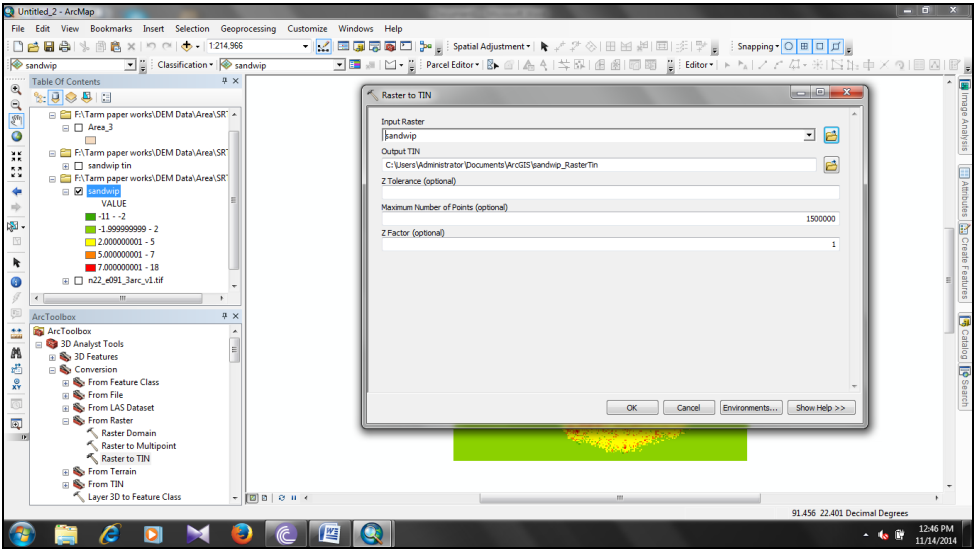 Untitled_2 - ArcMap
File Edit View Bookmarks Insert Selection Geoprocessing Customize Windows Help
1:214,966
Spatial Adjustment
Snapping
sandwip
Classification
sandwip
Parcel Editor
Editor
Table Of Contents
F:\Tarm paper works\DEM Data\Area\SR
Area_3
F:\Tarm paper works\DEM Data\Area\SR
sandwip tin
F:\Tarm paper works\DEM Data\Area\SR
sandwip
VALUE
-11 - -2
-1.999999999 - 2
2.000000001 - 5
5.000000001 - 7
7.000000001 - 18
n22_e091_3arc_v1.tif
ArcToolbox
ArcToolbox
3D Analyst Tools
3D Features
Conversion
From Feature Class
From File
From LAS Dataset
From Raster
Raster Domain
Raster to Multipoint
Raster to TIN
From Terrain
From TIN
Layer 3D to Feature Class
Raster to TIN
Input Raster
sandwip
Output TIN
C:\Users\Administrator\Documents\ArcGIS\sandwip_RasterTin
Z Tolerance (optional)
Maximum Number of Points (optional)
1500000
Z Factor (optional)
1
OK Cancel Environments... Show Help >>
Image Analysis
Attributes
Create Features
Catalog
Search
91.456 22.401 Decimal Degrees
12:46 PM
11/14/2014